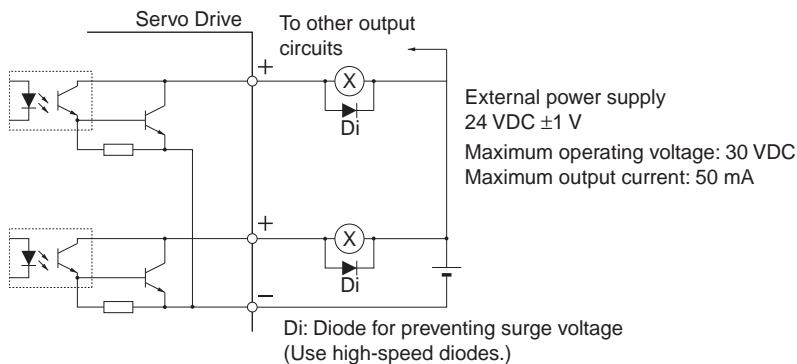 Servo Drive
To other output
circuits
+
X
Di
External power supply
24 VDC ±1 V
Maximum operating voltage: 30 VDC
Maximum output current: 50 mA
+
X
Di
−
Di: Diode for preventing surge voltage
(Use high-speed diodes.)